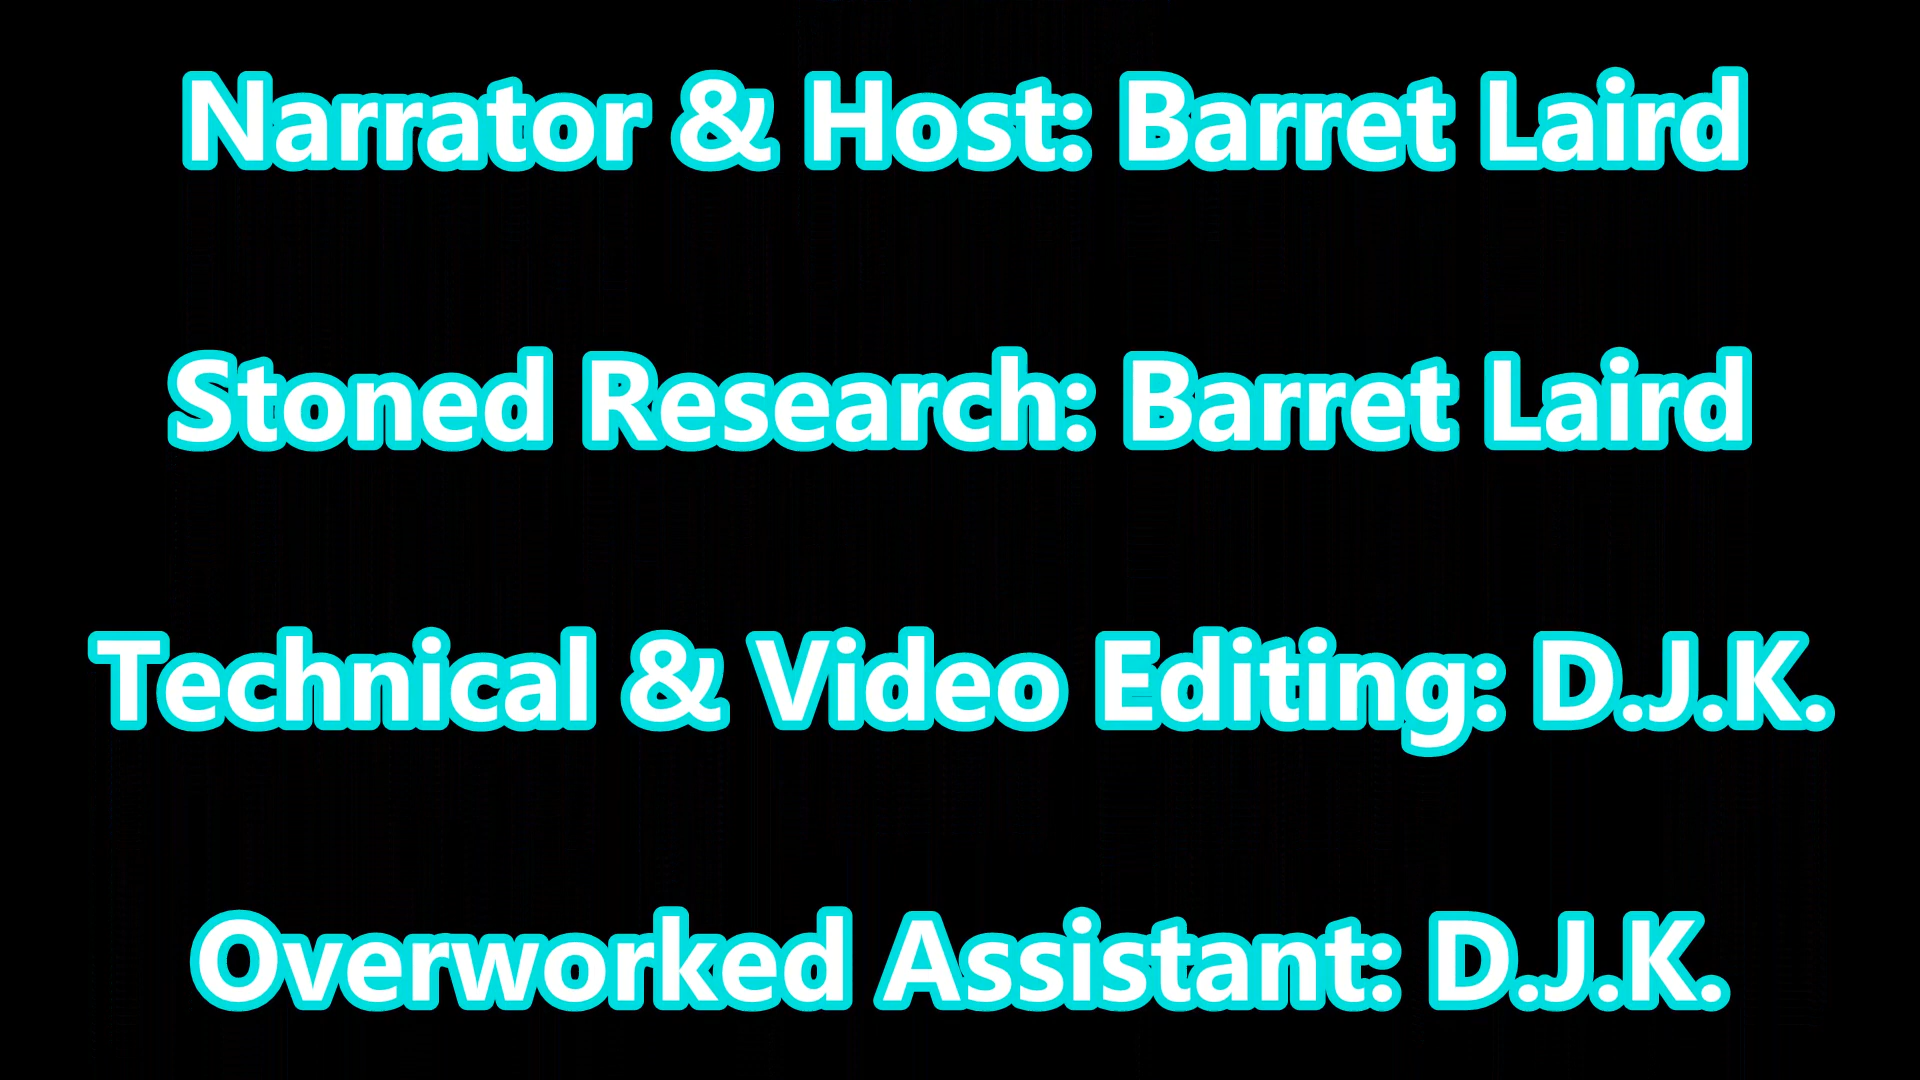 Narrator & Host: Barret Laird
Stoned Research: Barret Laird
Technical & Video Editing: D.J.K.
Overworked Assistant: D.J.K.